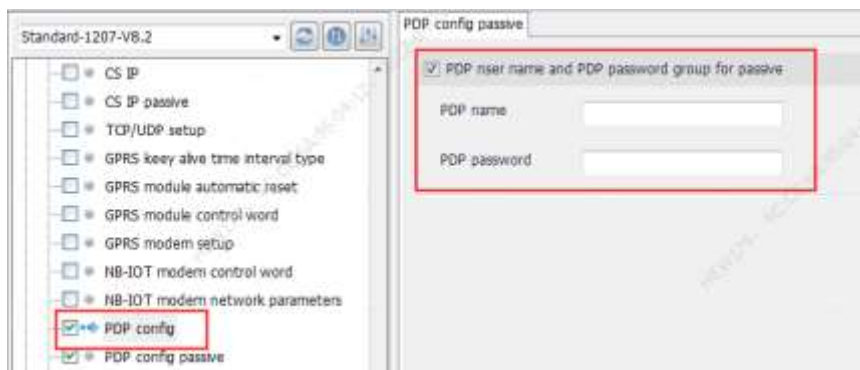 Standard-1207-V8.2
CS IP
CS IP passive
TCP/UDP setup
GPRS keey alve time interval type
GPRS module automatic reset
GPRS module control word
GPRS modem setup
NB-IOT modem control word
NB-IOT modem network parameters
PDP config
PDP config passive
PDP config passive
PDP nser name and PDP password group for passive
PDP name
PDP password